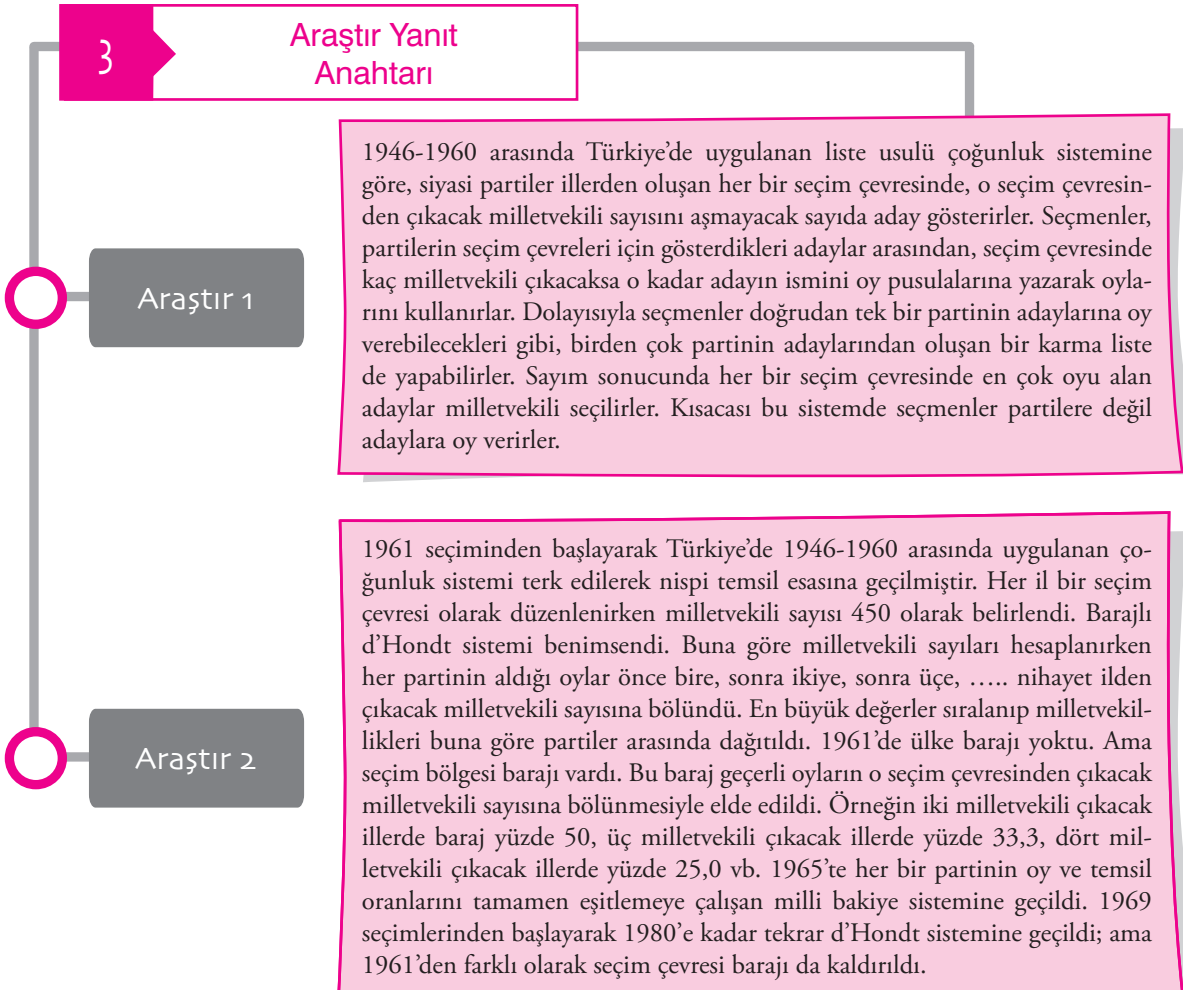 3
Araştır Yanıt
Anahtarı
Araştır 1
1946-1960 arasında Türkiye’de uygulanan liste usulü çoğunluk sistemine
göre, siyasi partiler illerden oluşan her bir seçim çevresinde, o seçim çevresin-
den çıkacak milletvekili sayısını aşmayacak sayıda aday gösterirler. Seçmenler,
partilerin seçim çevreleri için gösterdikleri adaylar arasından, seçim çevresinde
kaç milletvekili çıkacaksa o kadar adayın ismini oy pusulalarına yazarak oyla-
rını kullanırlar. Dolayısıyla seçmenler doğrudan tek bir partinin adaylarına oy
verebilecekleri gibi, birden çok partinin adaylarından oluşan bir karma liste
de yapabilirler. Sayım sonucunda her bir seçim çevresinde en çok oyu alan
adaylar milletvekili seçilirler. Kısacası bu sistemde seçmenler partilere değil
adaylara oy verirler.
Araştır 2
1961 seçiminden başlayarak Türkiye’de 1946-1960 arasında uygulanan ço-
ğunluk sistemi terk edilerek nispi temsil esasına geçilmiştir. Her il bir seçim
çevresi olarak düzenlenirken milletvekili sayısı 450 olarak belirlendi. Barajlı
d’Hondt sistemi benimsendi. Buna göre milletvekili sayıları hesaplanırken
her partinin aldığı oylar önce bire, sonra ikiye, sonra üçe, ….. nihayet ilden
çıkacak milletvekili sayısına bölündü. En büyük değerler sıralanıp milletvekil-
likleri buna göre partiler arasında dağıtıldı. 1961’de ülke barajı yoktu. Ama
seçim bölgesi barajı vardı. Bu baraj geçerli oyların o seçim çevresinden çıkacak
milletvekili sayısına bölünmesiyle elde edildi. Örneğin iki milletvekili çıkacak
illerde baraj yüzde 50, üç milletvekili çıkacak illerde yüzde 33,3, dört mil-
letvekili çıkacak illerde yüzde 25,0 vb. 1965’te her bir partinin oy ve temsil
oranlarını tamamen eşitlemeye çalışan milli bakiye sistemine geçildi. 1969
seçimlerinden başlayarak 1980’e kadar tekrar d’Hondt sistemine geçildi; ama
1961’den farklı olarak seçim çevresi barajı da kaldırıldı.